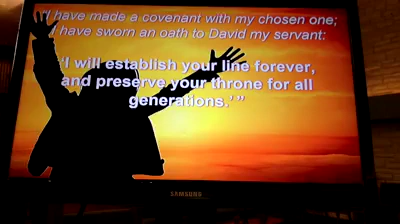 I have made a covenant with my chosen one;
I have sworn an oath to David my servant:
‘I will establish your line forever,
and preserve your throne for all
generations.’”
SAMSUNG